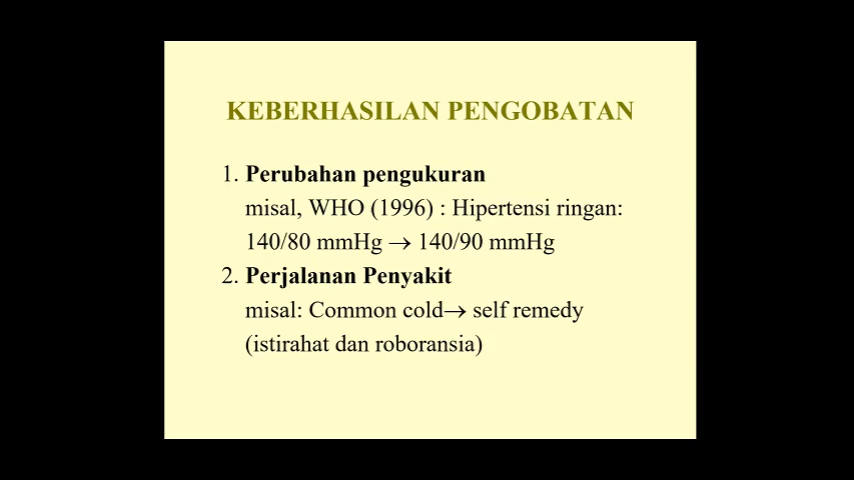 KEBERHASILAN PENGOBATAN
1. Perubahan pengukuran
misal, WHO (1996) : Hipertensi ringan:
140/80 mmHg → 140/90 mmHg
2. Perjalanan Penyakit
misal: Common cold→ self remedy
(istirahat dan roboransia)